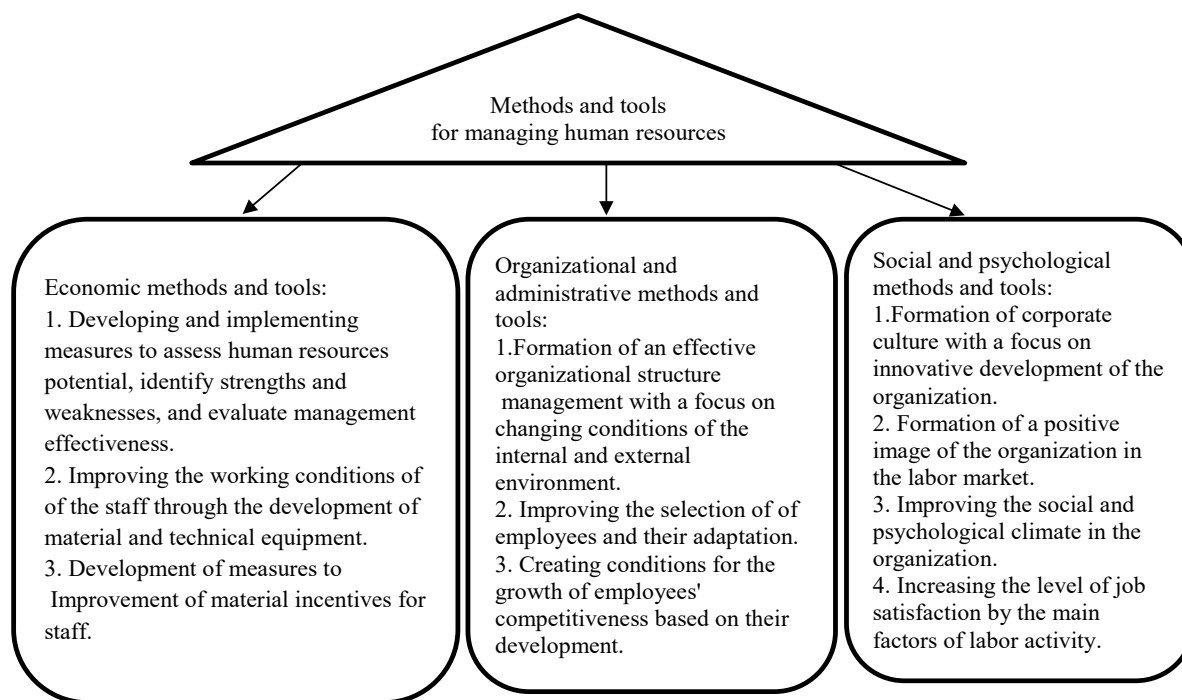 Methods and tools
for managing human resources
Economic methods and tools:
1. Developing and implementing
measures to assess human resources
potential, identify strengths and
weaknesses, and evaluate management
effectiveness.
2. Improving the working conditions of
of the staff through the development of
material and technical equipment.
3. Development of measures to
Improvement of material incentives for
staff.
Organizational and
administrative methods and
tools:
1.Formation of an effective
organizational structure
management with a focus on
changing conditions of the
internal and external
environment.
2. Improving the selection of of
employees and their adaptation.
3. Creating conditions for the
growth of employees'
competitiveness based on their
development.
Social and psychological
methods and tools:
1.Formation of corporate
culture with a focus on
innovative development of the
organization.
2. Formation of a positive
image of the organization in
the labor market.
3. Improving the social and
psychological climate in the
organization.
4. Increasing the level of job
satisfaction by the main
factors of labor activity.